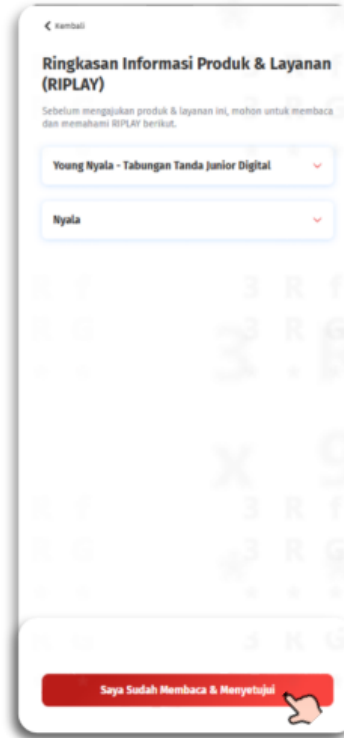 Kembali
Ringkasan Informasi Produk & Layanan
(RIPLAY)
Sebelum mengajukan produk & layanan ini, mohon untuk membaca
dan memahami RIPLAY berikut.
Young Nyala - Tabungan Tanda Junior Digital
Nyala
Saya Sudah Membaca & Menyetujui